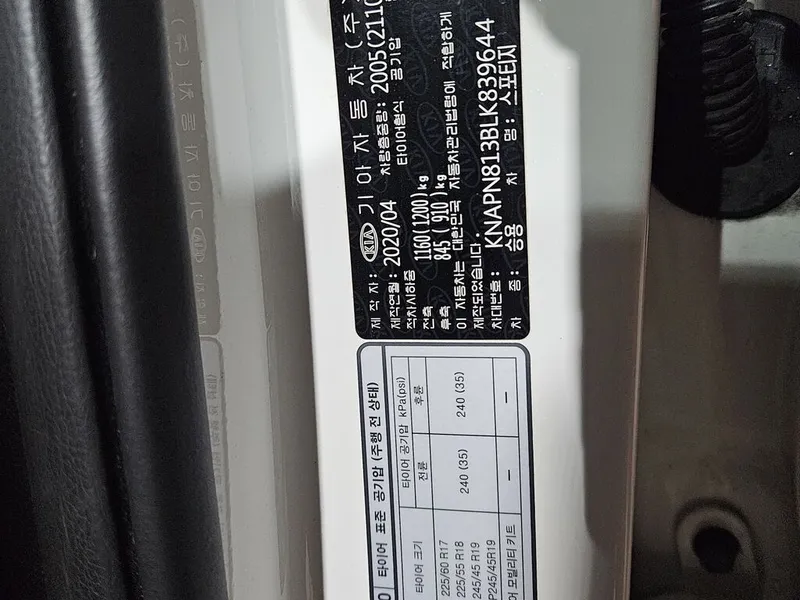 제 작 자 : KIA 기 아 자 동 차 ( 주 )
제작연월 : 2020/04 차량총중량 : 2005(2110
적차시하중 타이어형식 공기압
전축 1160(1200)kg
후축 845 ( 910 )kg
이 자동차는 대한민국 자동차관리법령에 적합하게
제작되었습니다.
차대번호 : KNAPN813BLK839644
차 종 : 승용 차 명 : 스포티지
타이어 표준 공기압 (주행 전 상태)
타이어 크기 타이어 공기압 kPa(psi)
전륜 후륜
225/60 R17
225/55 R18 240 (35) 240 (35)
245/45 R19
P245/45R19
어 모빌리티 키트 — —